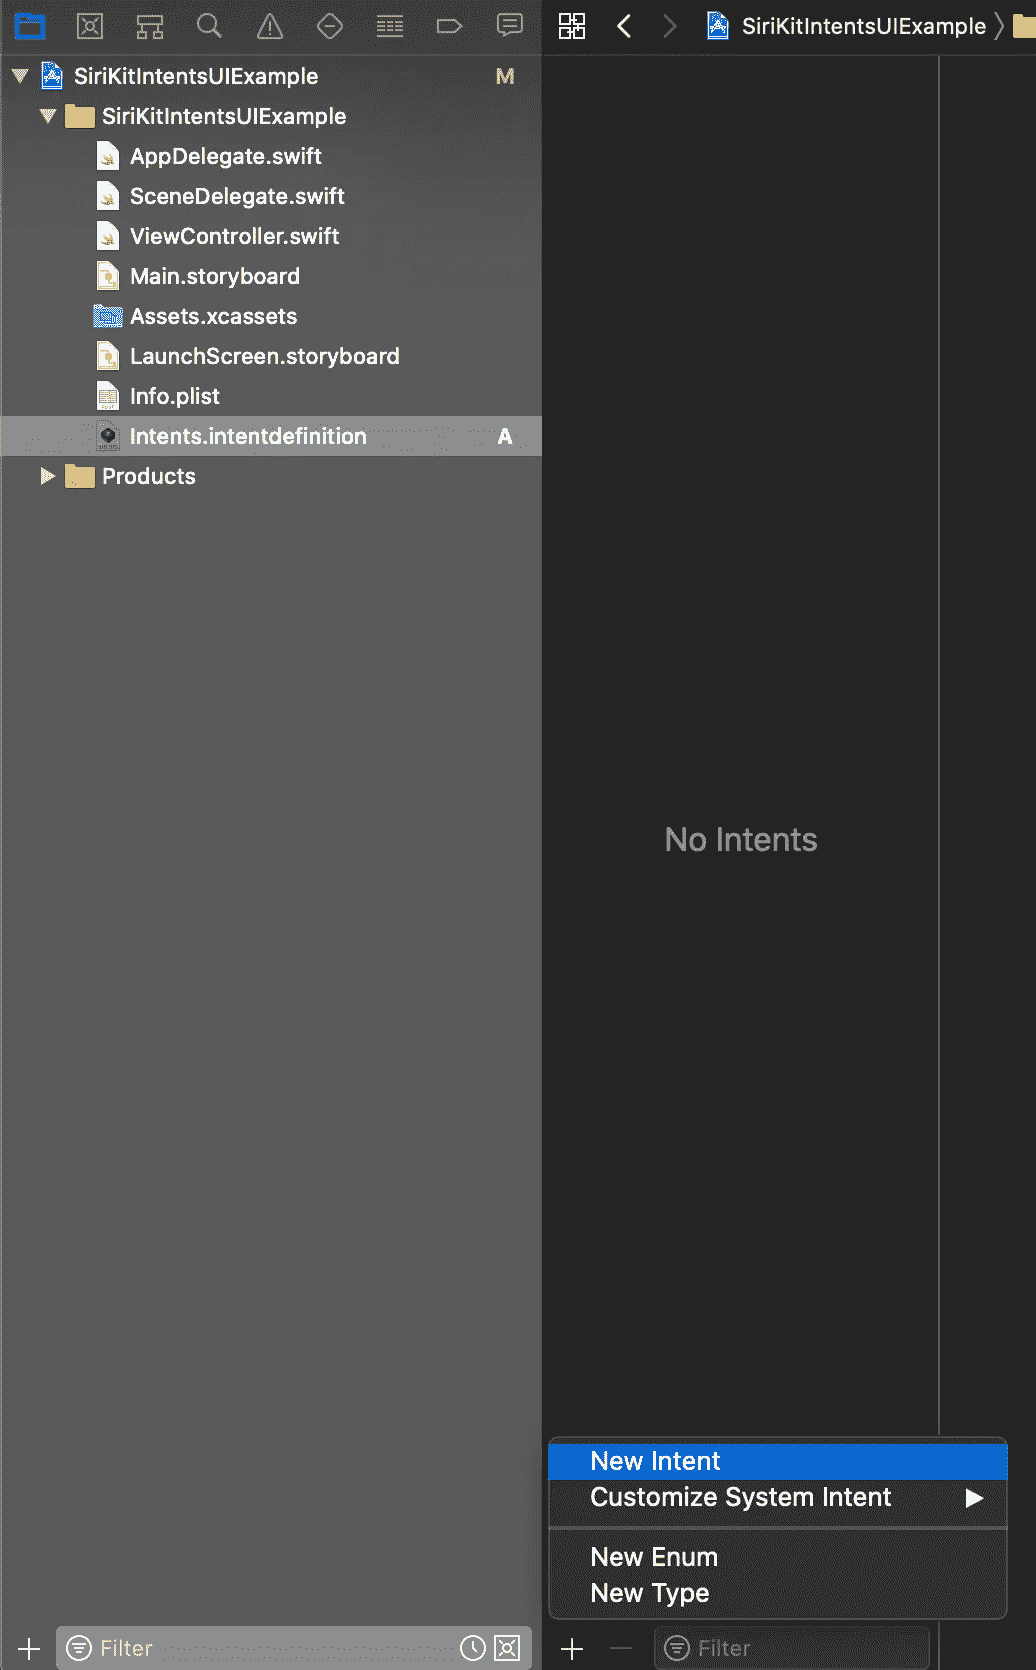 SiriKitIntentsUIExample
SiriKitIntentsUIExample M
SiriKitIntentsUIExample
AppDelegate.swift
SceneDelegate.swift
ViewController.swift
Main.storyboard
Assets.xcassets
LaunchScreen.storyboard
Info.plist
Intents.intentdefinition A
Products
No Intents
New Intent
Customize System Intent
New Enum
New Type
Filter
Filter